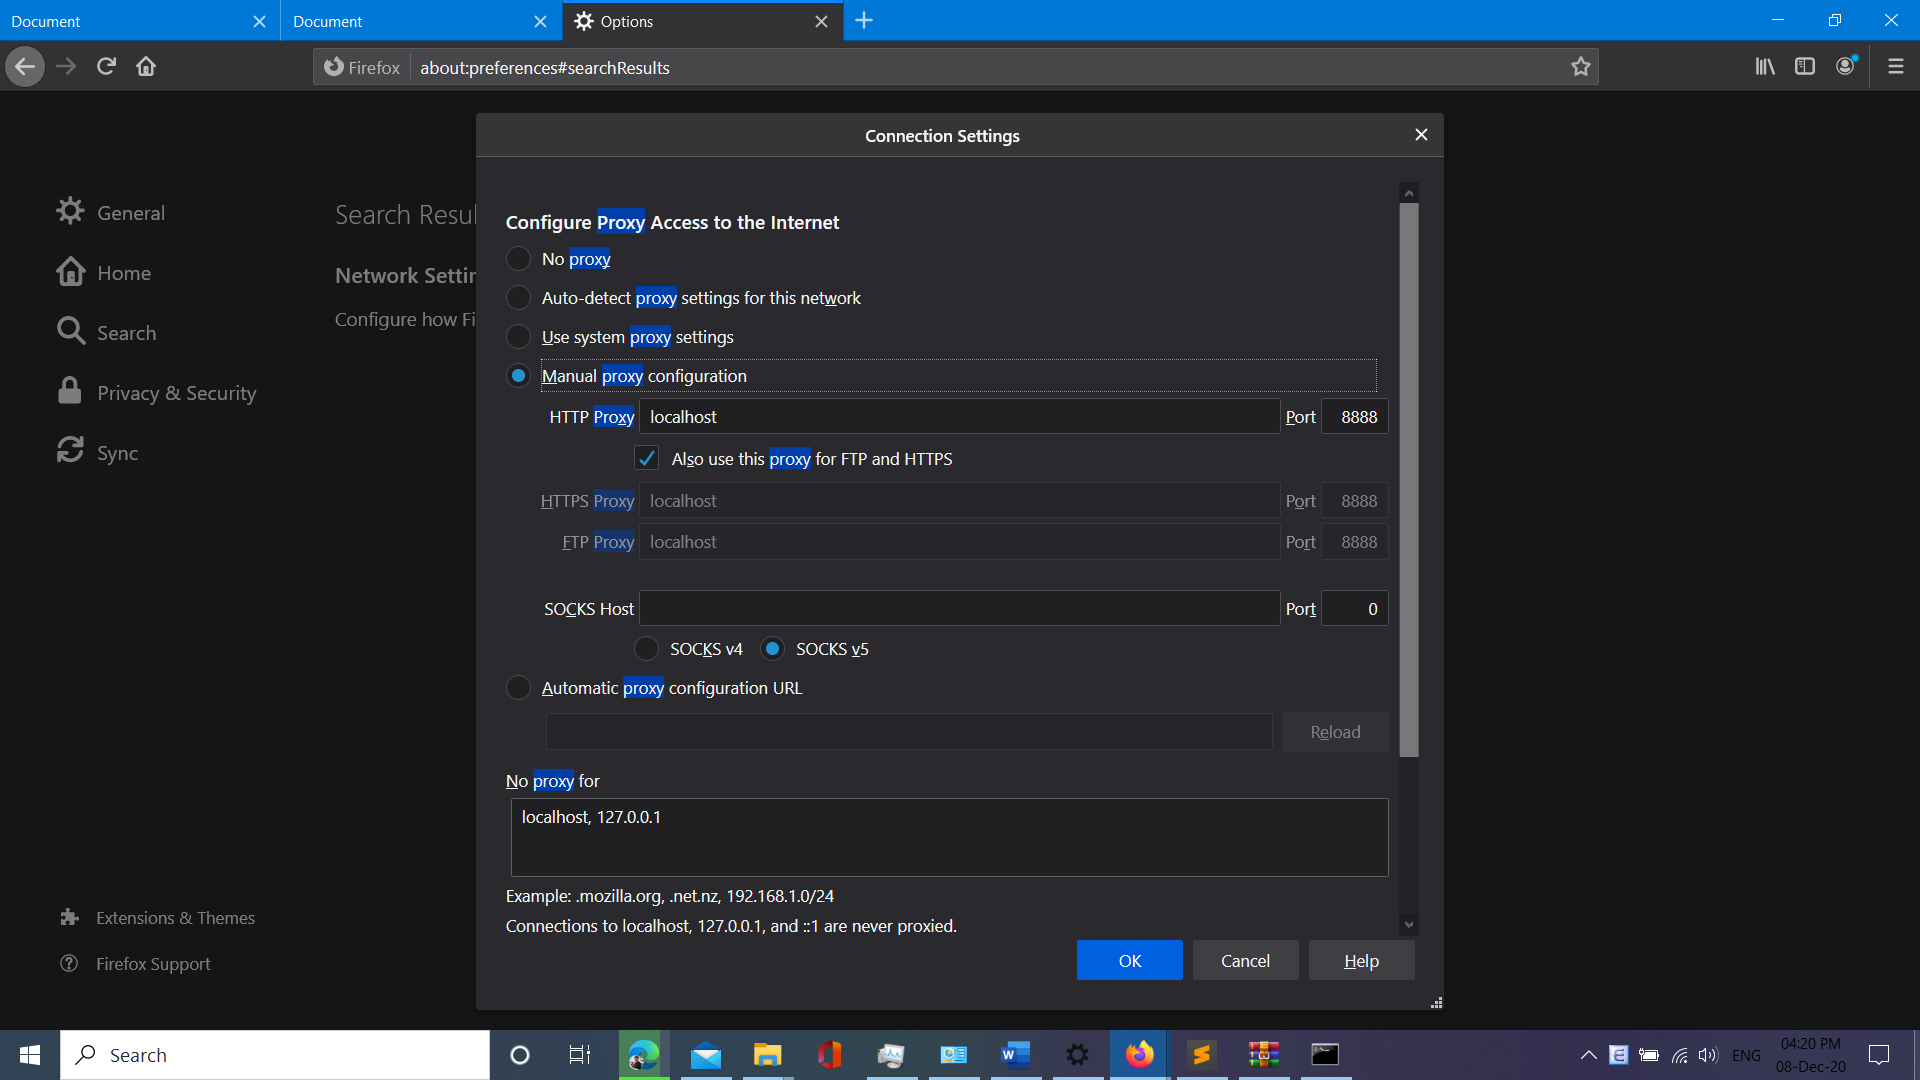 Document
Document
Options
Firefox
about:preferences#searchResults
General
Home
Search
Privacy & Security
Sync
Extensions & Themes
Firefox Support
Search Resul
Network Settin
Configure how Fi
Connection Settings
Configure Proxy Access to the Internet
No proxy
Auto-detect proxy settings for this network
Use system proxy settings
Manual proxy configuration
HTTP Proxy localhost Port 8888
Also use this proxy for FTP and HTTPS
HTTPS Proxy localhost Port 8888
FTP Proxy localhost Port 8888
SOCKS Host Port 0
SOCKS v4 SOCKS v5
Automatic proxy configuration URL
Reload
No proxy for
localhost, 127.0.0.1
Example: .mozilla.org, .net.nz, 192.168.1.0/24
Connections to localhost, 127.0.0.1, and ::1 are never proxied.
OK Cancel Help
Search
ENG
04:20 PM
08-Dec-20